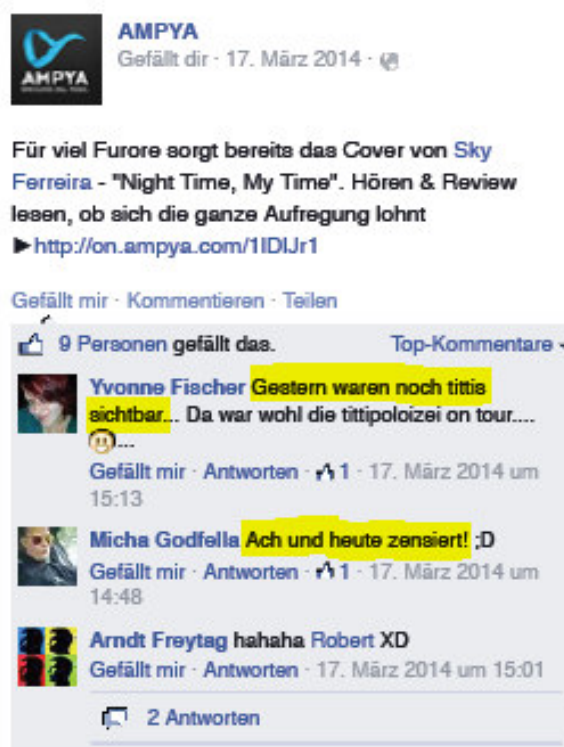 AMPYA
AMPYA
Gefällt dir · 17. März 2014 ·
Für viel Furore sorgt bereits das Cover von Sky
Ferreira - "Night Time, My Time". Hören & Review
lesen, ob sich die ganze Aufregung lohnt
►http://on.ampya.com/1IDIJr1
Gefällt mir · Kommentieren · Teilen
9 Personen gefällt das. Top-Kommentare
Yvonne Fischer Gestern waren noch tittis
sichtbar... Da war wohl die tittipoloizei on tour....
...
Gefällt mir · Antworten · 1 · 17. März 2014 um
15:13
Micha Godfella Ach und heute zensiert! ;D
Gefällt mir · Antworten · 1 · 17. März 2014 um
14:48
Arndt Freytag hahaha Robert XD
Gefällt mir · Antworten · 17. März 2014 um 15:01
2 Antworten